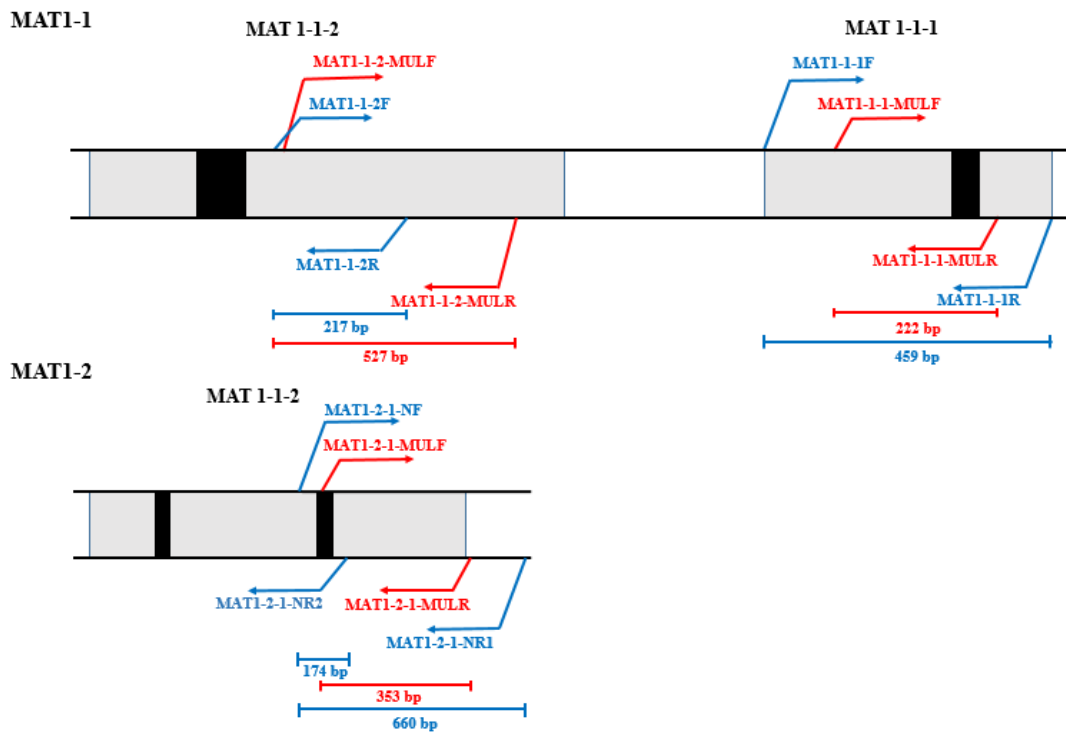 MAT1-1
MAT 1-1-2
MAT 1-1-1
MAT1-1-2-MULF
MAT1-1-1F
MAT1-1-2F
MAT1-1-1-MULF
MAT1-1-2R
MAT1-1-1-MULR
MAT1-1-2-MULR
MAT1-1-1R
217 bp
222 bp
527 bp
459 bp
MAT1-2
MAT 1-1-2
MAT1-2-1-NF
MAT1-2-1-MULF
MAT1-2-1-NR2
MAT1-2-1-MULR
MAT1-2-1-NR1
174 bp
353 bp
660 bp